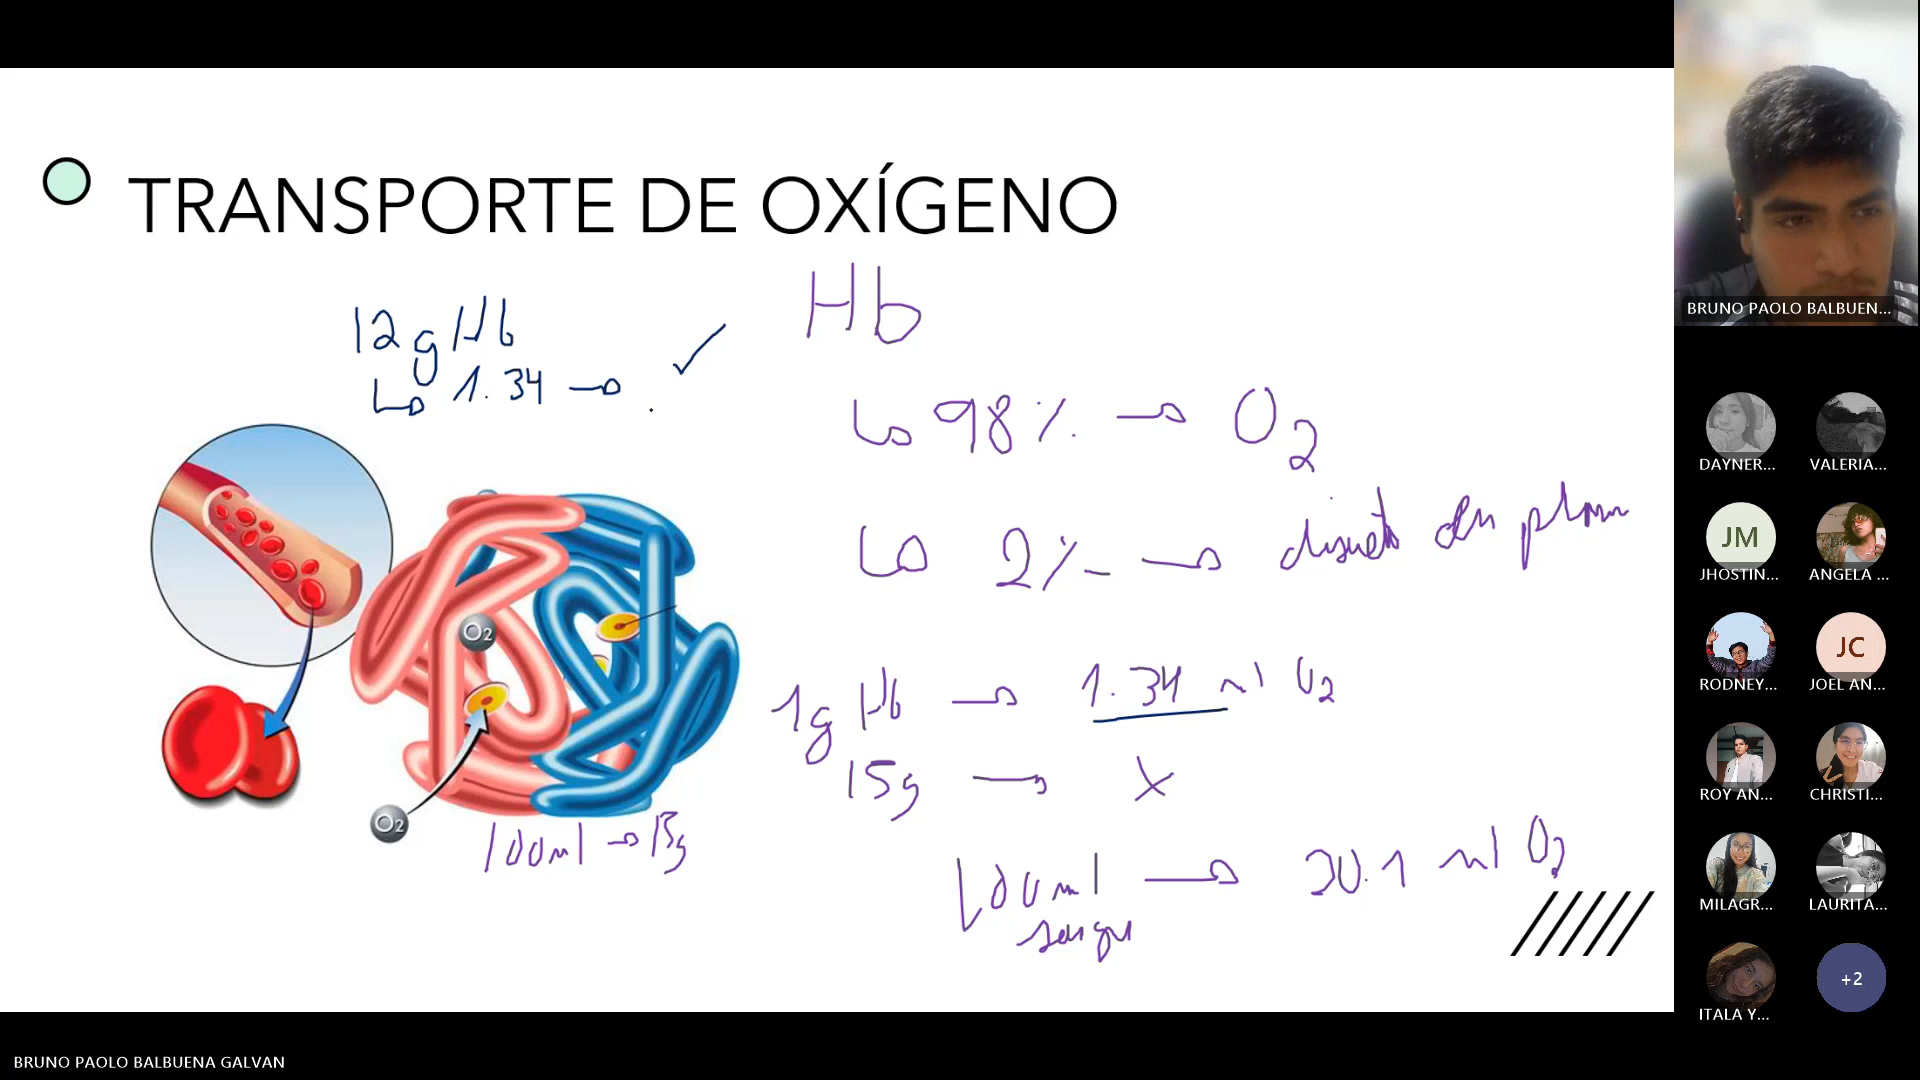 TRANSPORTE DE OXÍGENO
12g Hb
1.34
Hb
98% → O2
2% → disuelto en plasma
1g Hb → 1.34 ml O2
15g → X
100ml → 15g
100ml → 20.1 ml O2
sangre
O2
O2
BRUNO PAOLO BALBUEN...
DAYNER...
VALERIA...
JM
JHOSTIN...
ANGELA ...
RODNEY...
JC
JOEL AN...
ROY AN...
CHRISTI...
MILAGR...
LAURITA...
ITALA Y...
+2
BRUNO PAOLO BALBUENA GALVAN